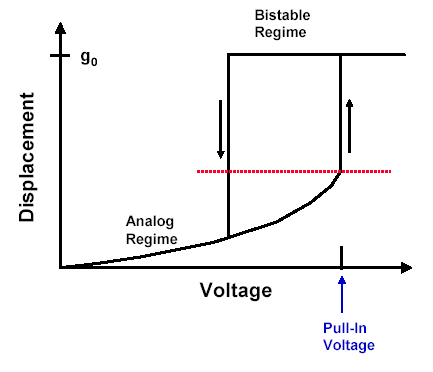 Bistable
Regime
g0
Displacement
Analog
Regime
Voltage
Pull-In
Voltage